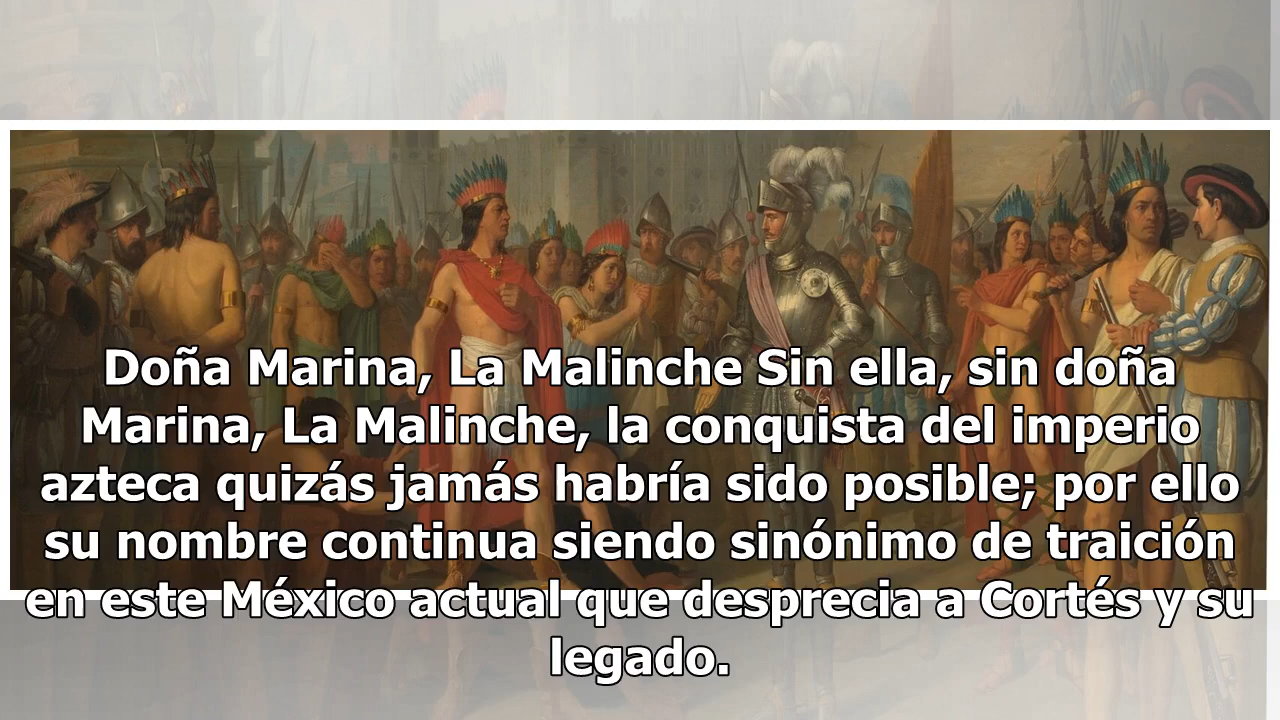 Doña Marina, La Malinche Sin ella, sin doña
Marina, La Malinche, la conquista del imperio
azteca quizás jamás habría sido posible; por ello
su nombre continua siendo sinónimo de traición
en este México actual que desprecia a Cortés y su
legado.